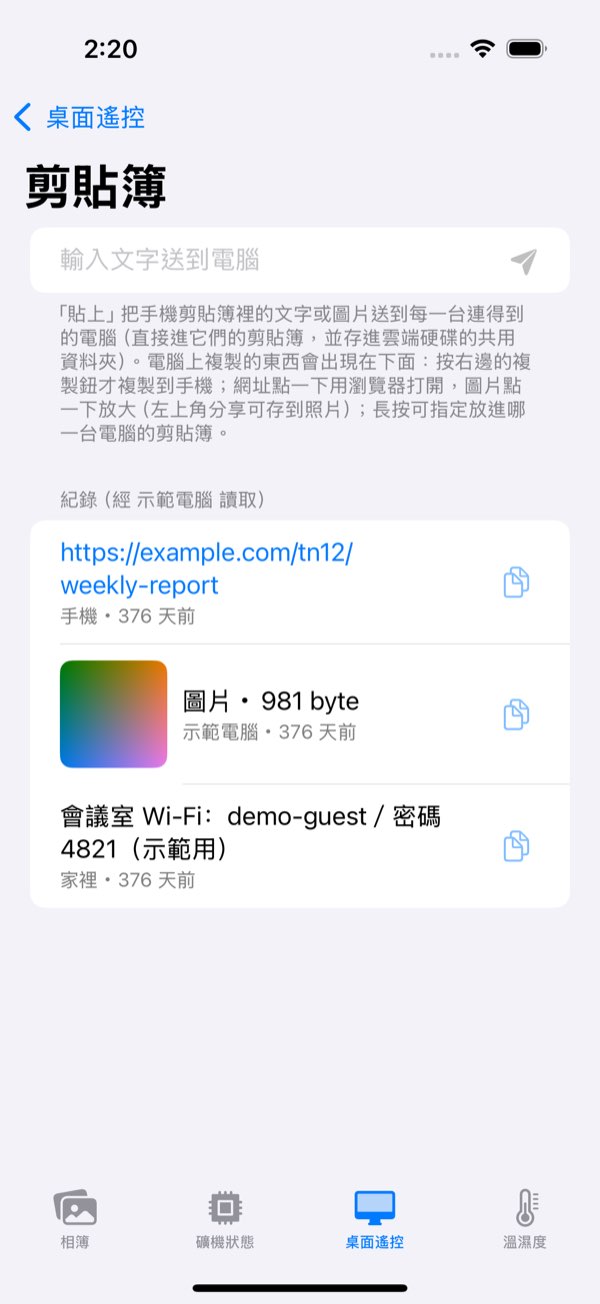 2:20
桌面遙控
剪貼簿
輸入文字送到電腦
「貼上」把手機剪貼簿裡的文字或圖片送到每一台連得到
的電腦（直接進它們的剪貼簿，並存進雲端硬碟的共用
資料夾）。電腦上複製的東西會出現在下面：按右邊的複
製鈕才複製到手機；網址點一下用瀏覽器打開，圖片點
一下放大（左上角分享可存到照片）；長按可指定放進哪
一台電腦的剪貼簿。
紀錄（經 示範電腦 讀取）
https://example.com/tn12/
weekly-report
手機・376 天前
圖片・ 981 byte
示範電腦・376 天前
會議室 Wi-Fi：demo-guest / 密碼
4821（示範用）
家裡・376 天前
相簿
礦機狀態
桌面遙控
溫濕度